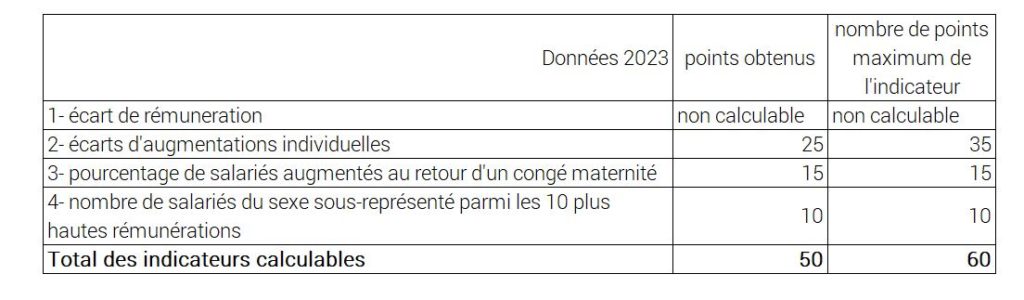 Données 2023 points obtenus nombre de points maximum de l'indicateur
1- écart de rémuneration non calculable non calculable
2- écarts d'augmentations individuelles 25 35
3- pourcentage de salariés augmentés au retour d'un congé maternité 15 15
4- nombre de salariés du sexe sous-représenté parmi les 10 plus
hautes rémunérations 10 10
Total des indicateurs calculables 50 60